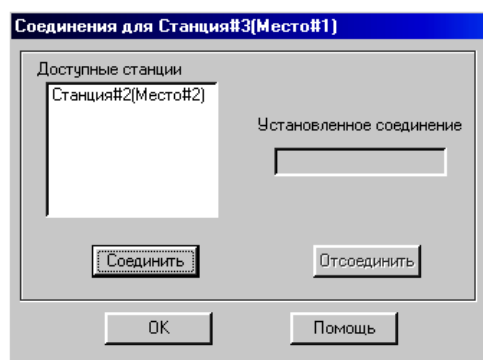 Соединения для Станция#3(Место#1)
Доступные станции
Станция#2(Место#2)
Установленное соединение
Соединить
Отсоединить
OK
Помощь